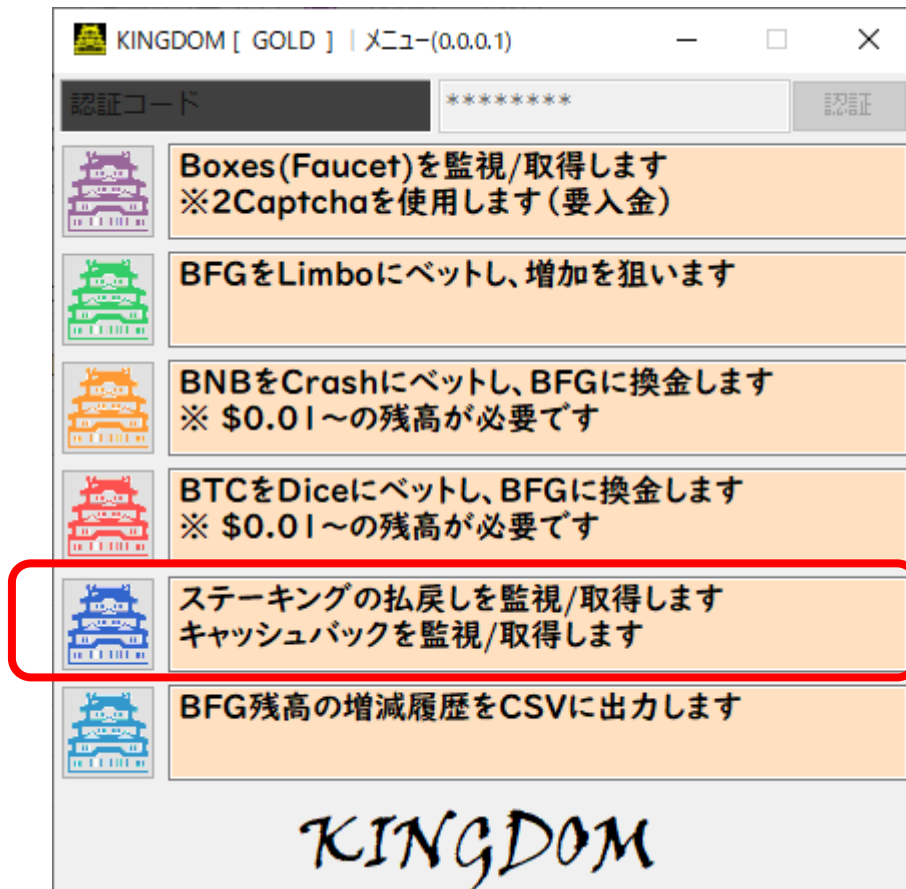 KINGDOM [ GOLD ] | メニュー(0.0.0.1)
認証コード ******** 認証
Boxes(Faucet)を監視/取得します
※2Captchaを使用します(要入金)
BFGをLimboにベットし、増加を狙います
BNBをCrashにベットし、BFGに換金します
※ $0.01~の残高が必要です
BTCをDiceにベットし、BFGに換金します
※ $0.01~の残高が必要です
ステーキングの払戻しを監視/取得します
キャッシュバックを監視/取得します
BFG残高の増減履歴をCSVに出力します
KINGDOM